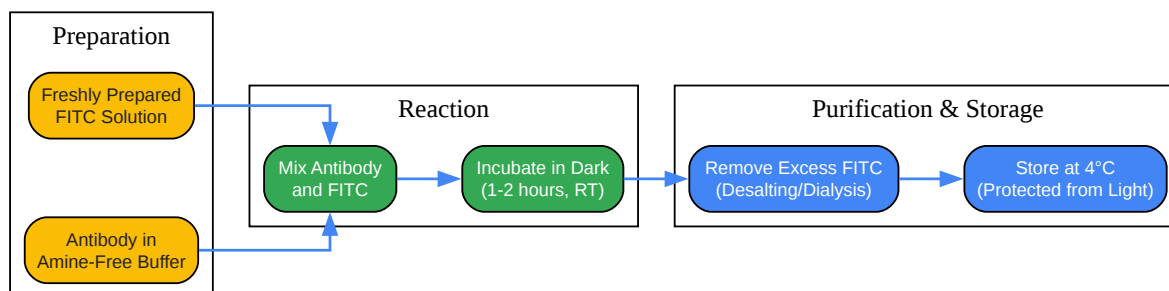 Preparation
Freshly Prepared
FITC Solution
Antibody in
Amine-Free Buffer
Reaction
Mix Antibody
and FITC
Incubate in Dark
(1-2 hours, RT)
Purification & Storage
Remove Excess FITC
(Desalting/Dialysis)
Store at 4°C
(Protected from Light)